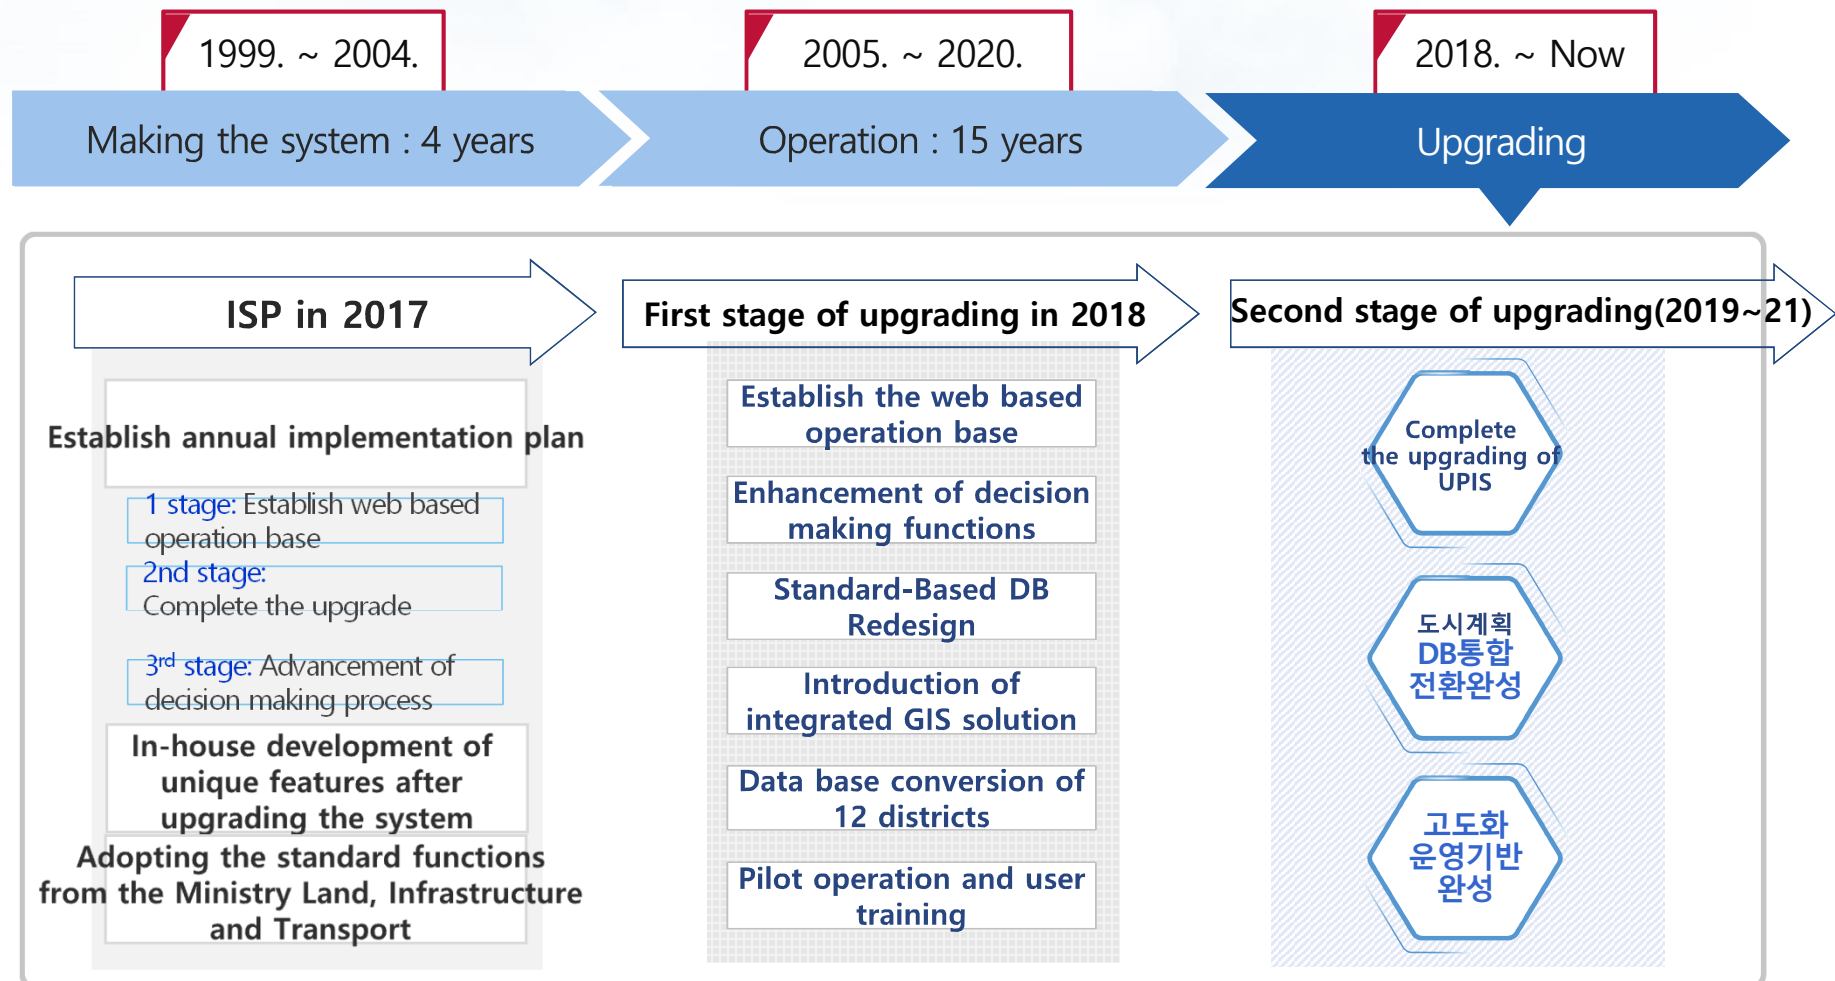 1999. ~ 2004.
2005. ~ 2020.
2018. ~ Now
Making the system : 4 years
Operation : 15 years
Upgrading
ISP in 2017
Establish annual implementation plan
1 stage: Establish web based
operation base
2nd stage:
Complete the upgrade
3rd stage: Advancement of
decision making process
In-house development of
unique features after
upgrading the system
Adopting the standard functions
from the Ministry Land, Infrastructure
and Transport
First stage of upgrading in 2018
Establish the web based
operation base
Enhancement of decision
making functions
Standard-Based DB
Redesign
Introduction of
integrated GIS solution
Data base conversion of
12 districts
Pilot operation and user
training
Second stage of upgrading(2019~21)
Complete
the upgrading of
UPIS
도시계획
DB통합
전환완성
고도화
운영기반
완성